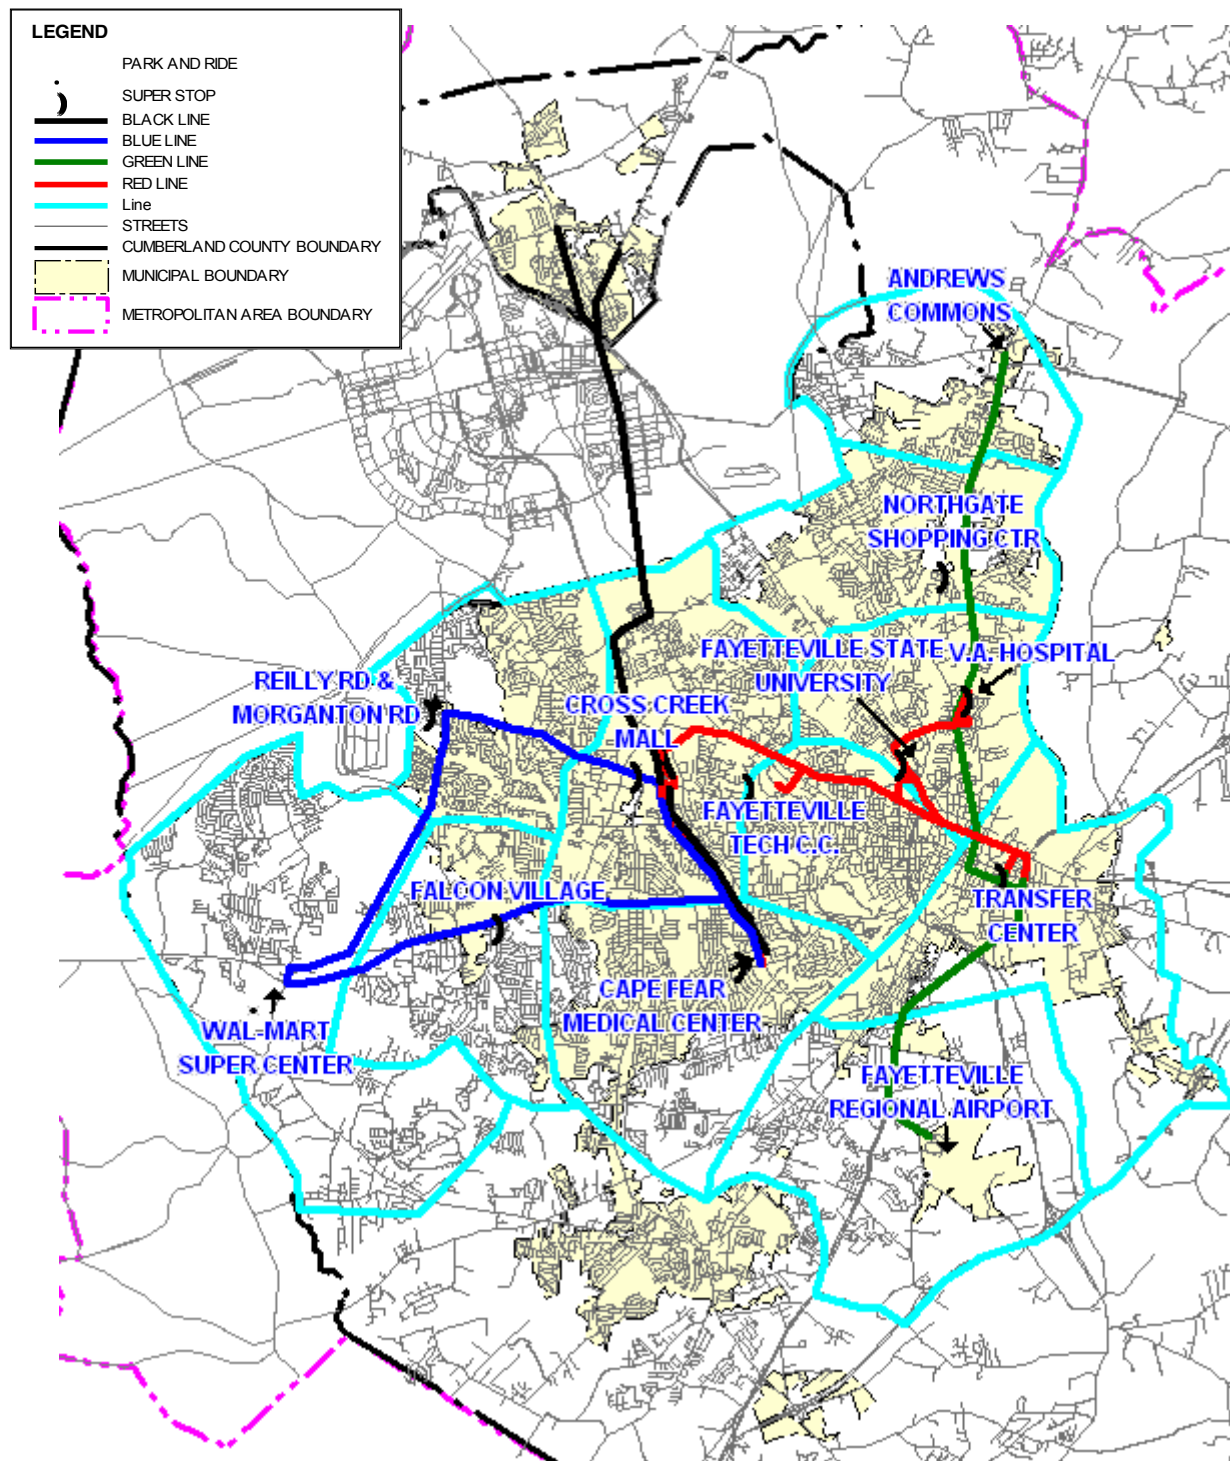 LEGEND
PARK AND RIDE
SUPER STOP
BLACK LINE
BLUE LINE
GREEN LINE
RED LINE
Line
STREETS
CUMBERLAND COUNTY BOUNDARY
MUNICIPAL BOUNDARY
METROPOLITAN AREA BOUNDARY
ANDREWS
COMMONS
NORTHGATE
SHOPPING CTR
FAYETTEVILLE STATE
UNIVERSITY
V.A. HOSPITAL
REILLY RD &
MORGANTON RD
CROSS CREEK
MALL
FAYETTEVILLE
TECH C.C.
FALCON VILLAGE
TRANSFER
CENTER
CAPE FEAR
MEDICAL CENTER
WAL-MART
SUPER CENTER
FAYETTEVILLE
REGIONAL AIRPORT